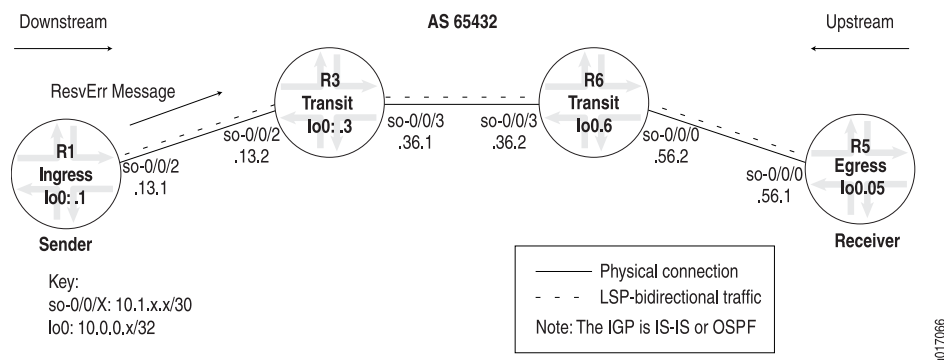 Downstream
AS 65432
Upstream
ResvErr Message
R1
Ingress
lo0: .1
Sender
so-0/0/2
.13.1
so-0/0/2
.13.2
R3
Transit
lo0: .3
so-0/0/3
.36.1
so-0/0/3
.36.2
R6
Transit
lo0.6
so-0/0/0
.56.2
so-0/0/0
.56.1
R5
Egress
lo0.05
Receiver
Key:
so-0/0/X: 10.1.x.x/30
lo0: 10.0.0.x/32
Physical connection
LSP-bidirectional traffic
Note: The IGP is IS-IS or OSPF
g017066